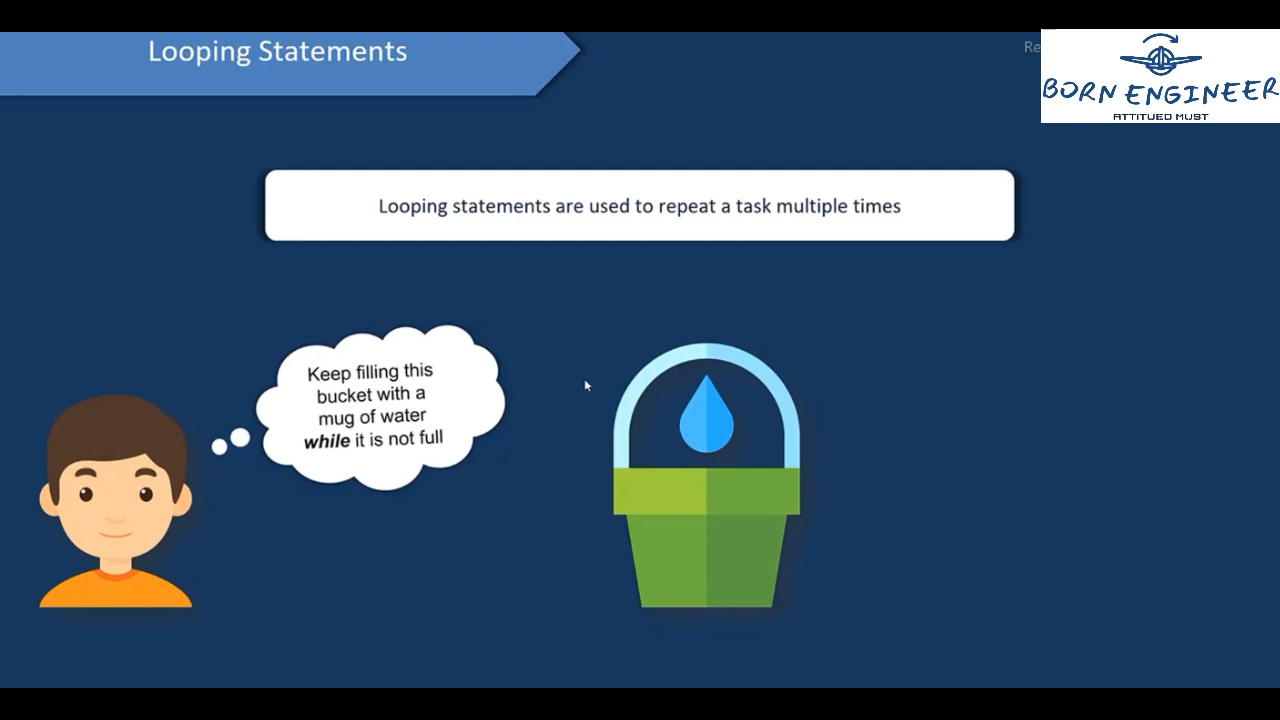 Looping Statements
Re
BORN ENGINEER
ATTITUED MUST
Looping statements are used to repeat a task multiple times
Keep filling this
bucket with a
mug of water
while it is not full